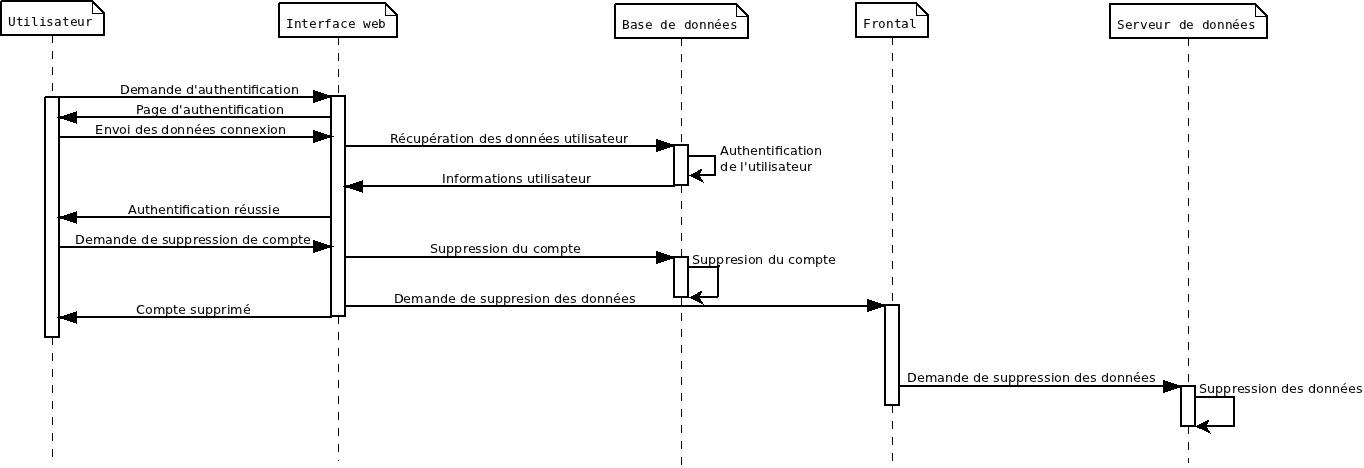 Utilisateur
Interface web
Base de données
Frontal
Serveur de données
Demande d'authentification
Page d'authentification
Envoi des données connexion
Récupération des données utilisateur
Authentification
de l'utilisateur
Informations utilisateur
Authentification réussie
Demande de suppression de compte
Suppression du compte
Suppresion du compte
Demande de suppresion des données
Compte supprimé
Demande de suppression des données
Suppression des données